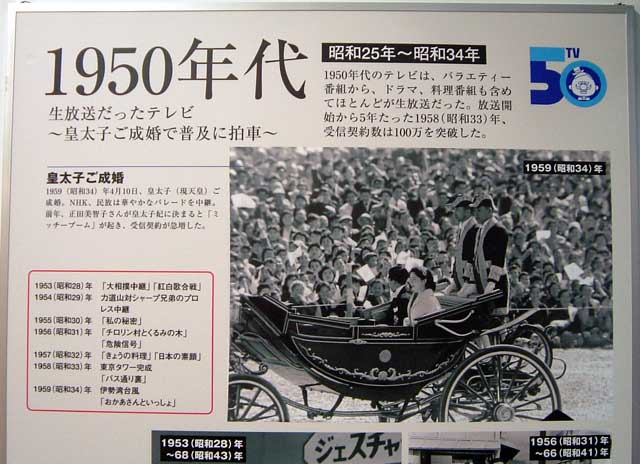 1950年代
昭和25年～昭和34年
TV
50
生放送だったテレビ
～皇太子ご成婚で普及に拍車～
1950年代のテレビは、バラエティー
番組から、ドラマ、料理番組も含め
てほとんどが生放送だった。放送開
始から5年たった1958（昭和33）年、
受信契約数は100万を突破した。
皇太子ご成婚
1959（昭和34）年4月10日、皇太子（現天皇）ご
成婚。NHK、民放は華やかなパレードを中継。
前年、正田美智子さんが皇太子妃に決まると「ミ
ッチーブーム」が起き、受信契約が急増した。
1959（昭和34）年
1953（昭和28）年 「大相撲中継」「紅白歌合戦」
1954（昭和29）年 力道山対シャープ兄弟のプロ
レス中継
1955（昭和30）年 「私の秘密」
1956（昭和31）年 「チロリン村とくるみの木」
「危険信号」
1957（昭和32）年 「きょうの料理」「日本の素顔」
1958（昭和33）年 東京タワー完成
「バス通り裏」
1959（昭和34）年 伊勢湾台風
「おかあさんといっしょ」
1953（昭和28）年
～68（昭和43）年
ジェスチャ
1956（昭和31）年
～66（昭和41）年